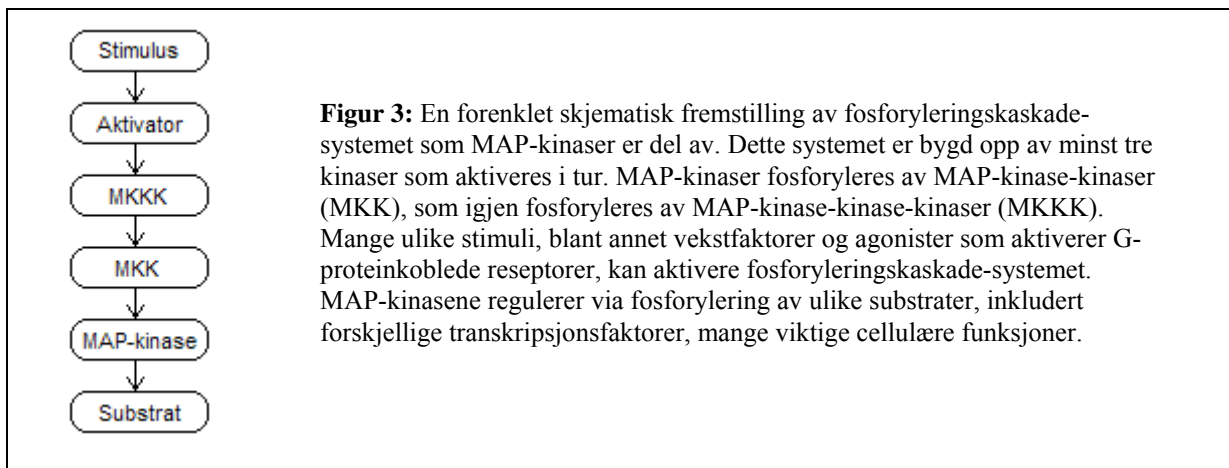 Stimulus
Aktivator
MKKK
MKK
MAP-kinase
Substrat
Figur 3: En forenklet skjematisk fremstilling av fosforyleringskaskade-
systemet som MAP-kinaser er del av. Dette systemet er bygd opp av minst tre
kinaser som aktiveres i tur. MAP-kinaser fosforyleres av MAP-kinase-kinaser
(MKK), som igjen fosforyleres av MAP-kinase-kinase-kinaser (MKKK).
Mange ulike stimuli, blant annet vekstfaktorer og agonister som aktiverer G-
proteinkoblede reseptorer, kan aktivere fosforyleringskaskade-systemet.
MAP-kinasene regulerer via fosforylering av ulike substrater, inkludert
forskjellige transkripsjonsfaktorer, mange viktige cellulære funksjoner.